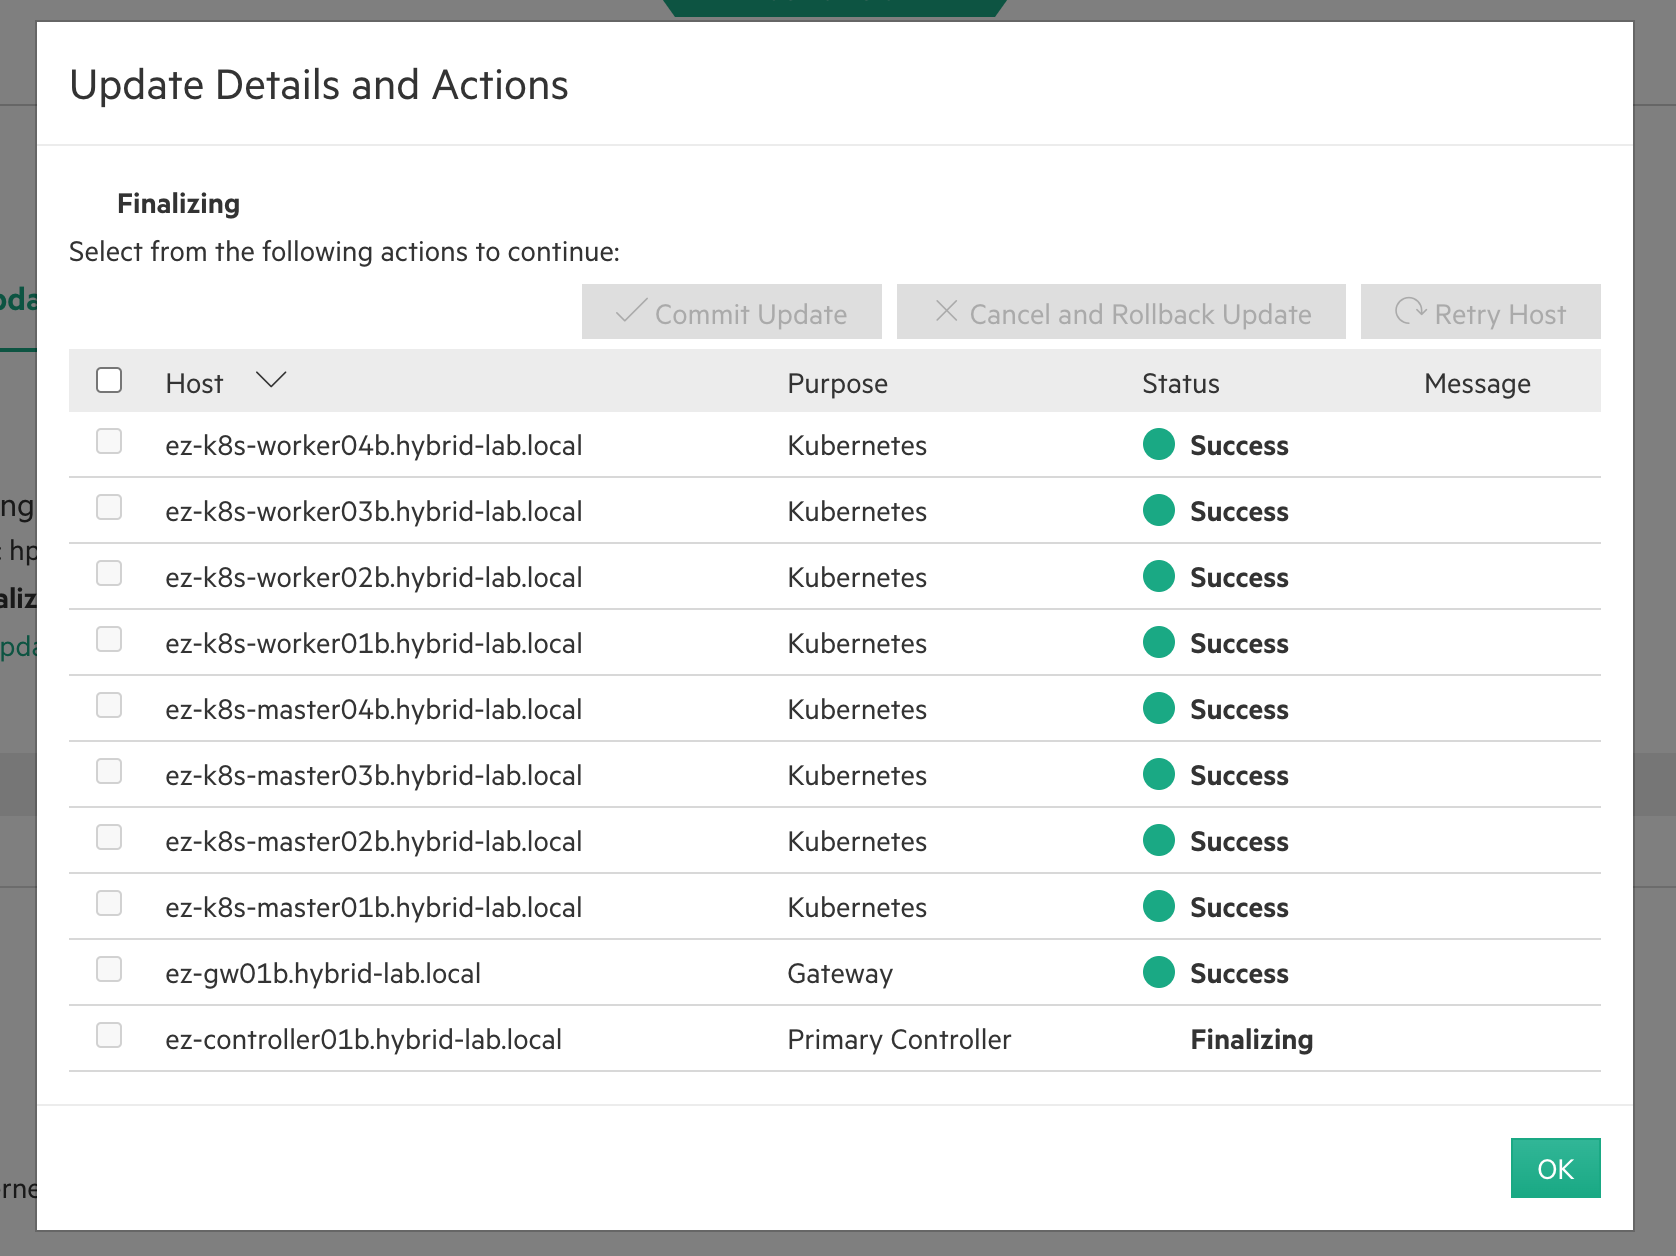 Update Details and Actions
Finalizing
Select from the following actions to continue:
Commit Update Cancel and Rollback Update Retry Host
Host Purpose Status Message
ez-k8s-worker04b.hybrid-lab.local Kubernetes Success
ez-k8s-worker03b.hybrid-lab.local Kubernetes Success
ez-k8s-worker02b.hybrid-lab.local Kubernetes Success
ez-k8s-worker01b.hybrid-lab.local Kubernetes Success
ez-k8s-master04b.hybrid-lab.local Kubernetes Success
ez-k8s-master03b.hybrid-lab.local Kubernetes Success
ez-k8s-master02b.hybrid-lab.local Kubernetes Success
ez-k8s-master01b.hybrid-lab.local Kubernetes Success
ez-gw01b.hybrid-lab.local Gateway Success
ez-controller01b.hybrid-lab.local Primary Controller Finalizing
OK